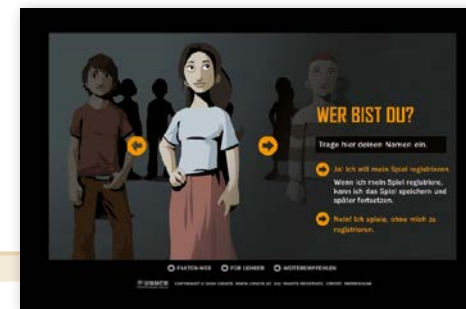 WER BIST DU?
Trage hier deinen Namen ein.
Ja! Ich will mein Spiel registrieren
Wenn ich mein Spiel registriere,
kann ich das Spiel speichern und
später fortsetzen.
Nein! Ich spiele, ohne mich zu
registrieren.
FAKTEN-WEB FÜR LEHRER WEITEREMPFEHLEN
UNHCR